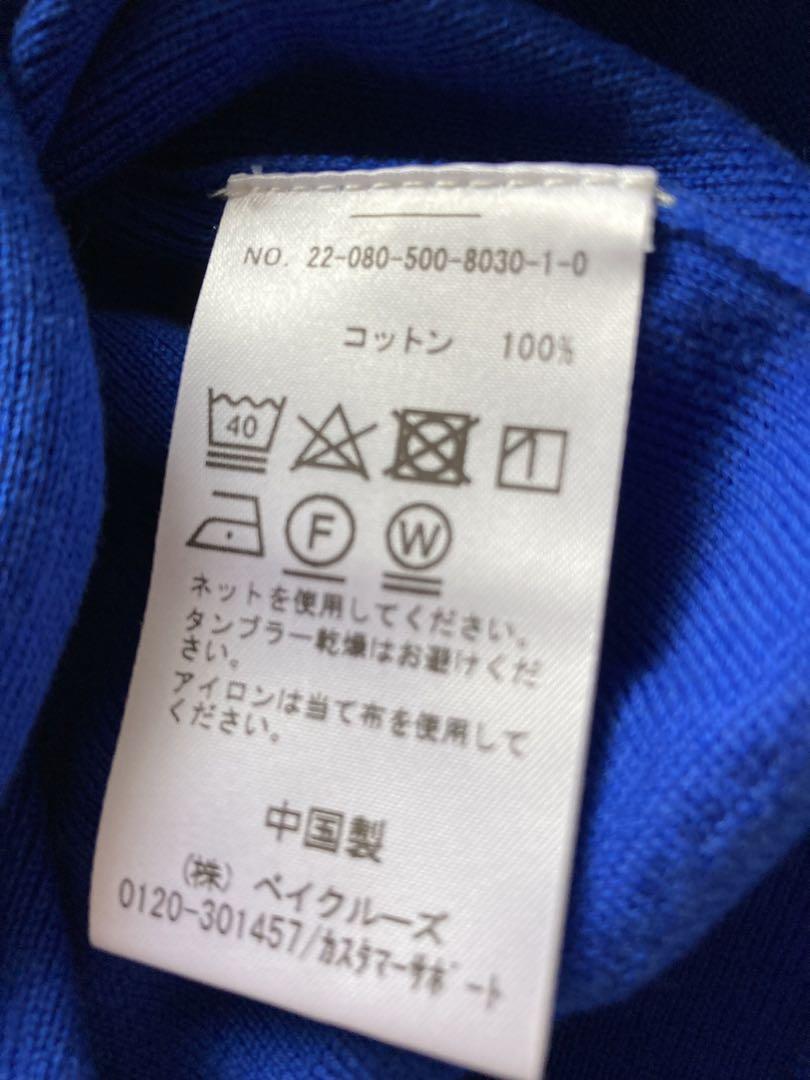 NO. 22-080-500-8030-1-0
コットン 100%
40
F W
ネットを使用してください。
タンブラー乾燥はお避けくだ
さい。
アイロンは当て布を使用して
ください。
中国製
(株) ベイクルーズ
0120-301457/ｶｽﾀﾏｰｻﾎﾟｰﾄ